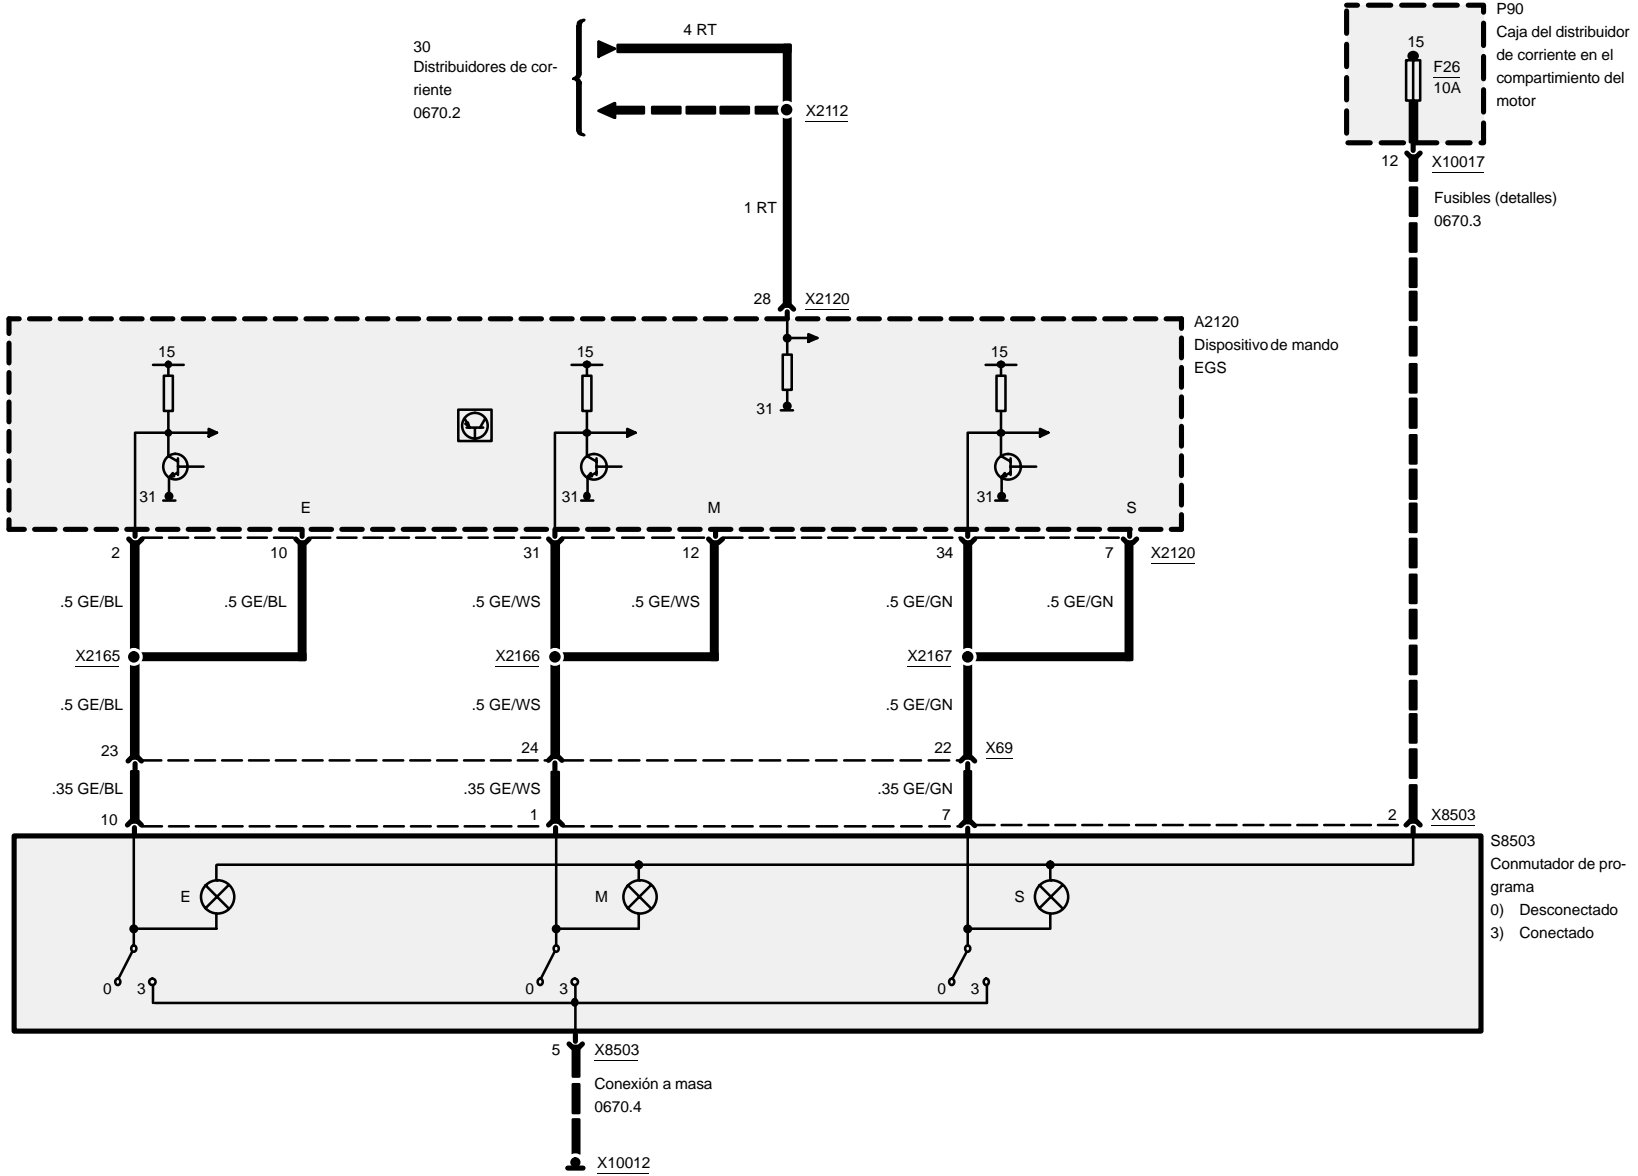 4 RT
30
Distribuidores de cor-
riente
0670.2
X2112
1 RT
P90
Caja del distribuidor
de corriente en el
compartimiento del
motor
15
F26
10A
12 X10017
Fusibles (detalles)
0670.3
28 X2120
A2120
Dispositivo de mando
EGS
15 15 15
31
31 31 31
E M S
2 10 31 12 34 7 X2120
.5 GE/BL .5 GE/BL .5 GE/WS .5 GE/WS .5 GE/GN .5 GE/GN
X2165 X2166 X2167
.5 GE/BL .5 GE/WS .5 GE/GN
23 24 22 X69
.35 GE/BL .35 GE/WS .35 GE/GN
10 1 7 2 X8503
S8503
Conmutador de pro-
grama
0) Desconectado
3) Conectado
E M S
0 3 0 3 0 3
5 X8503
Conexión a masa
0670.4
X10012